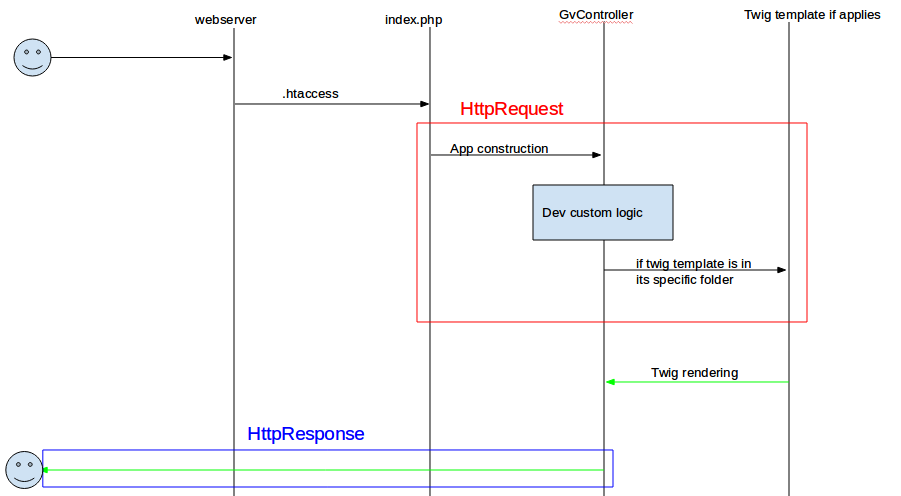 webserver
index.php
GvController
Twig template if applies
.htaccess
HttpRequest
App construction
Dev custom logic
if twig template is in
its specific folder
Twig rendering
HttpResponse